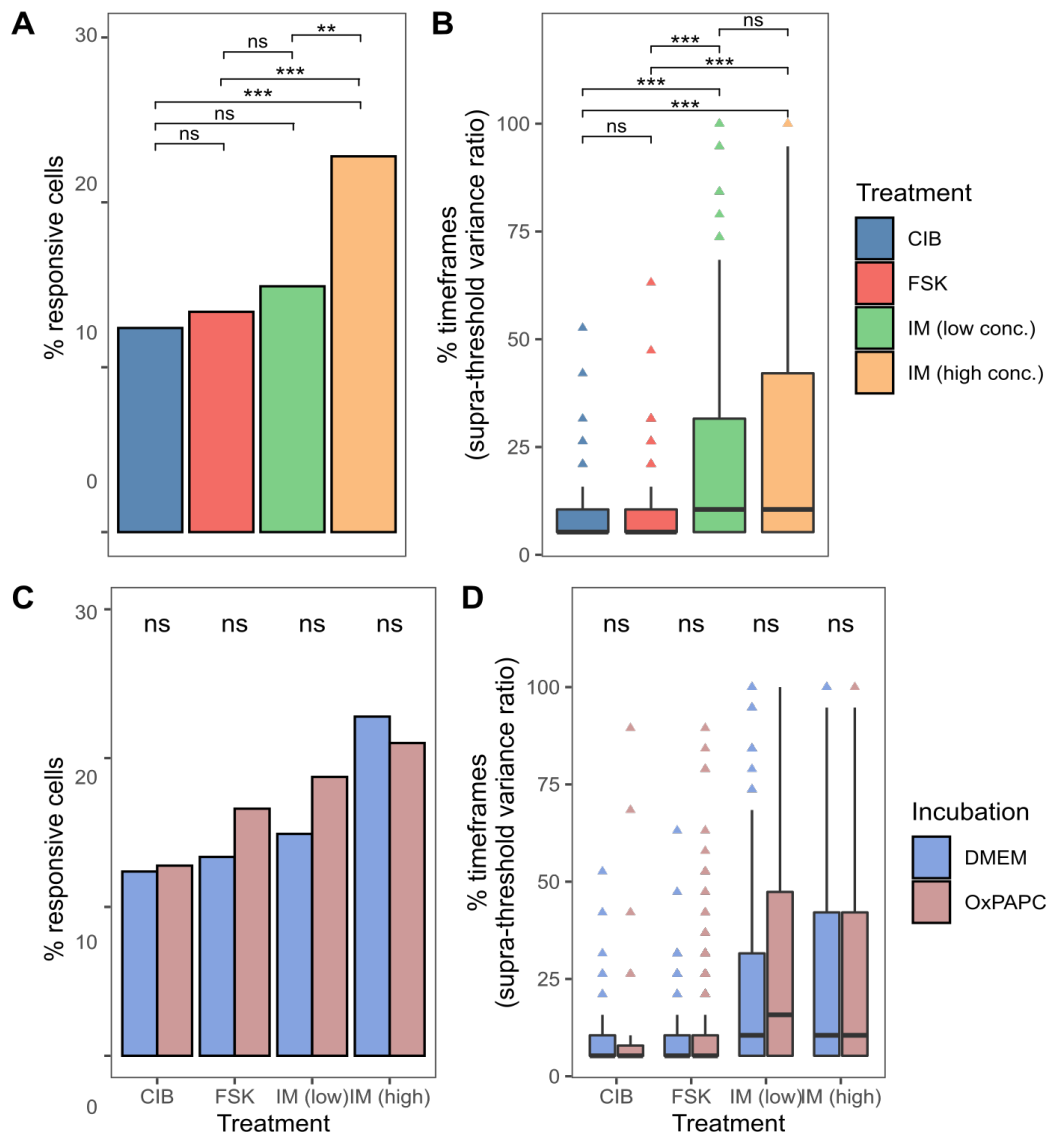 A
30
20
10
0
% responsive cells
ns
**
***
***
ns
ns
B
100
75
50
25
0
% timeframes
(supra-threshold variance ratio)
ns
***
***
***
***
ns
Treatment
CIB
FSK
IM (low conc.)
IM (high conc.)
C
30
20
10
0
% responsive cells
ns
ns
ns
ns
CIB
FSK
IM (low)
IM (high)
Treatment
D
100
75
50
25
0
% timeframes
(supra-threshold variance ratio)
ns
ns
ns
ns
CIB
FSK
IM (low)
IM (high)
Treatment
Incubation
DMEM
OxPAPC